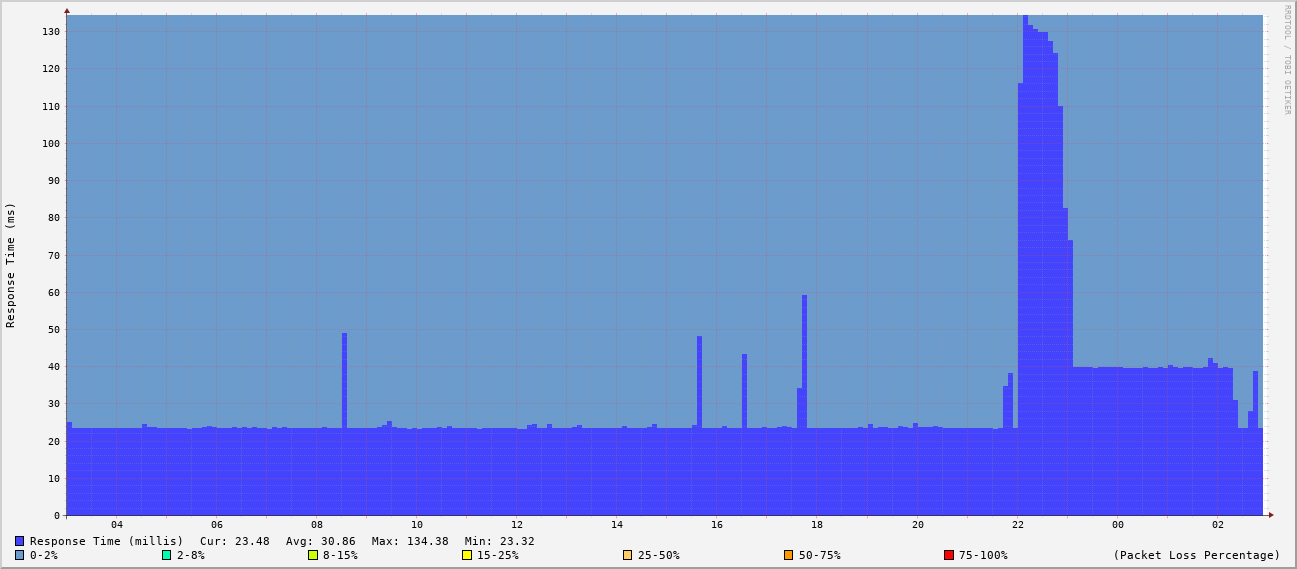 RRDTOOL / TOBI OETIKER
Response Time (ms)
130
120
110
100
90
80
70
60
50
40
30
20
10
0
04 06 08 10 12 14 16 18 20 22 00 02
Response Time (millis) Cur: 23.48 Avg: 30.86 Max: 134.38 Min: 23.32
0-2% 2-8% 8-15% 15-25% 25-50% 50-75% 75-100% (Packet Loss Percentage)